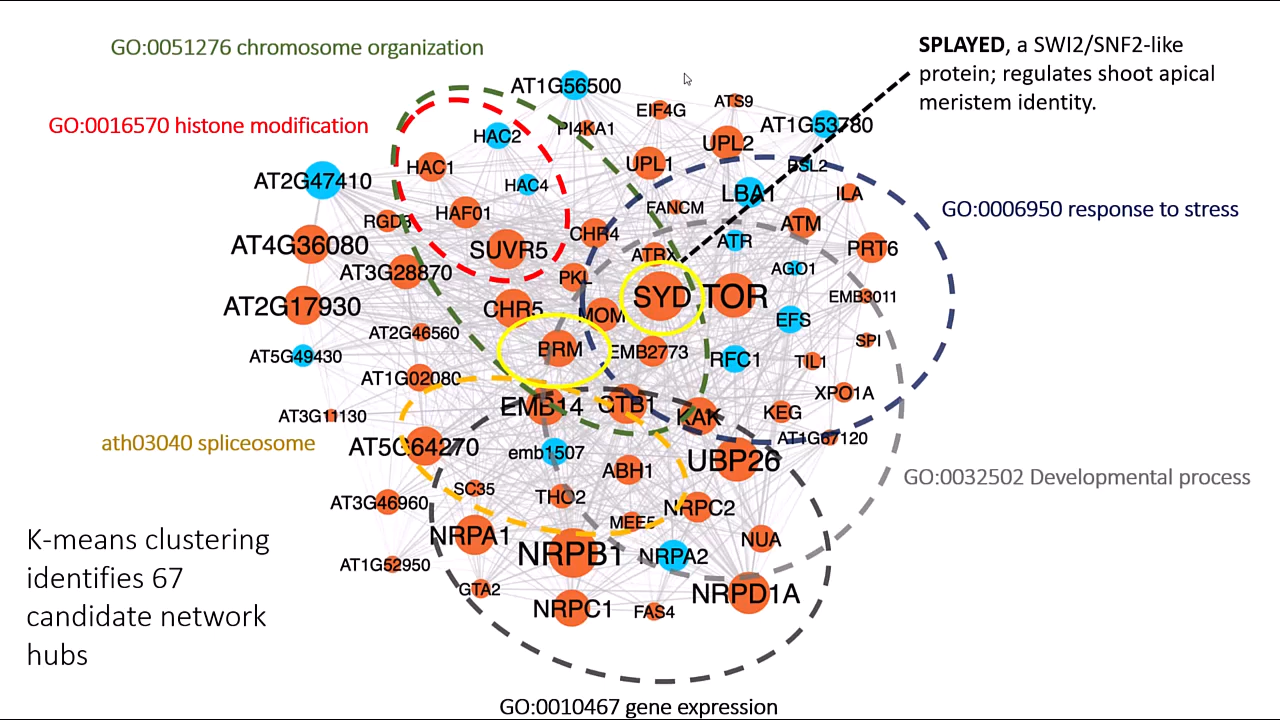 GO:0051276 chromosome organization
SPLAYED, a SWI2/SNF2-like
protein; regulates shoot apical
meristem identity.
AT1G56500
EIF4G
ATS9
GO:0016570 histone modification
HAC2
PI4KA1
AT1G53780
UPL2
HAC1
UPL1
BSL2
AT2G47410
HAC4
LBA1
ILA
RGD3
HAF01
FANCM
GO:0006950 response to stress
ATM
AT4G36080
SUVR5
CHR4
ATR
PRT6
ATRX
AT3G28870
PKL
AGO1
AT2G17930
CHR5
SYD
TOR
EMB3011
MOM
EFS
AT2G46560
SPI
AT5G49430
BRM
EMB2773
RFC1
TIL1
AT1G02080
XPO1A
AT3G11130
EMB14
GTB1
KAK
KEG
ath03040 spliceosome
AT5G64270
emb1507
AT1G67120
UBP26
ABH1
GO:0032502 Developmental process
AT3G46960
SC35
THO2
NRPC2
MEE5
K-means clustering
identifies 67
candidate network
hubs
NRPA1
NRPB1
NRPA2
NUA
AT1G52950
GTA2
NRPC1
FAS4
NRPD1A
GO:0010467 gene expression